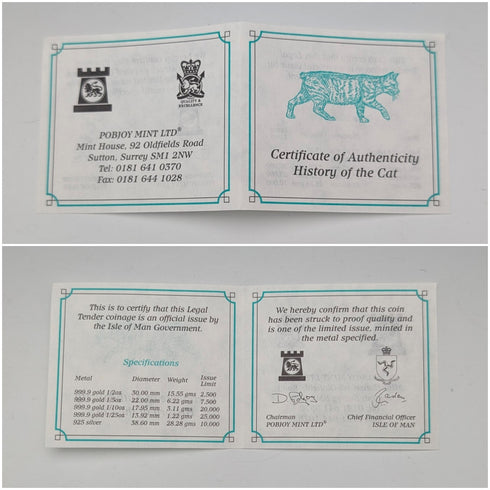 QUALITY &
EXCELLENCE
POBJOY MINT LTD®
Mint House, 92 Oldfields Road
Sutton, Surrey SM1 2NW
Tel: 0181 641 0370
Fax: 0181 644 1028
Certificate of Authenticity
History of the Cat
This is to certify that this Legal
Tender coinage is an official issue by
the Isle of Man Government.
Specifications
Metal Diameter Weight Issue Limit
999.9 gold 1/2oz 30.00 mm 15.55 gms 2,500
999.9 gold 1/5oz 22.00 mm 6.22 gms 7,500
999.9 gold 1/10oz 17.95 mm 3.11 gms 20,000
999.9 gold 1/25oz 13.92 mm 1.22 gms 25,000
925 silver 38.60 mm 28.28 gms 10,000
We hereby confirm that this coin
has been struck to proof quality and
is one of the limited issue, minted in
the metal specified.
D Pobjoy
Chairman
POBJOY MINT LTD®
Chief Financial Officer
ISLE OF MAN